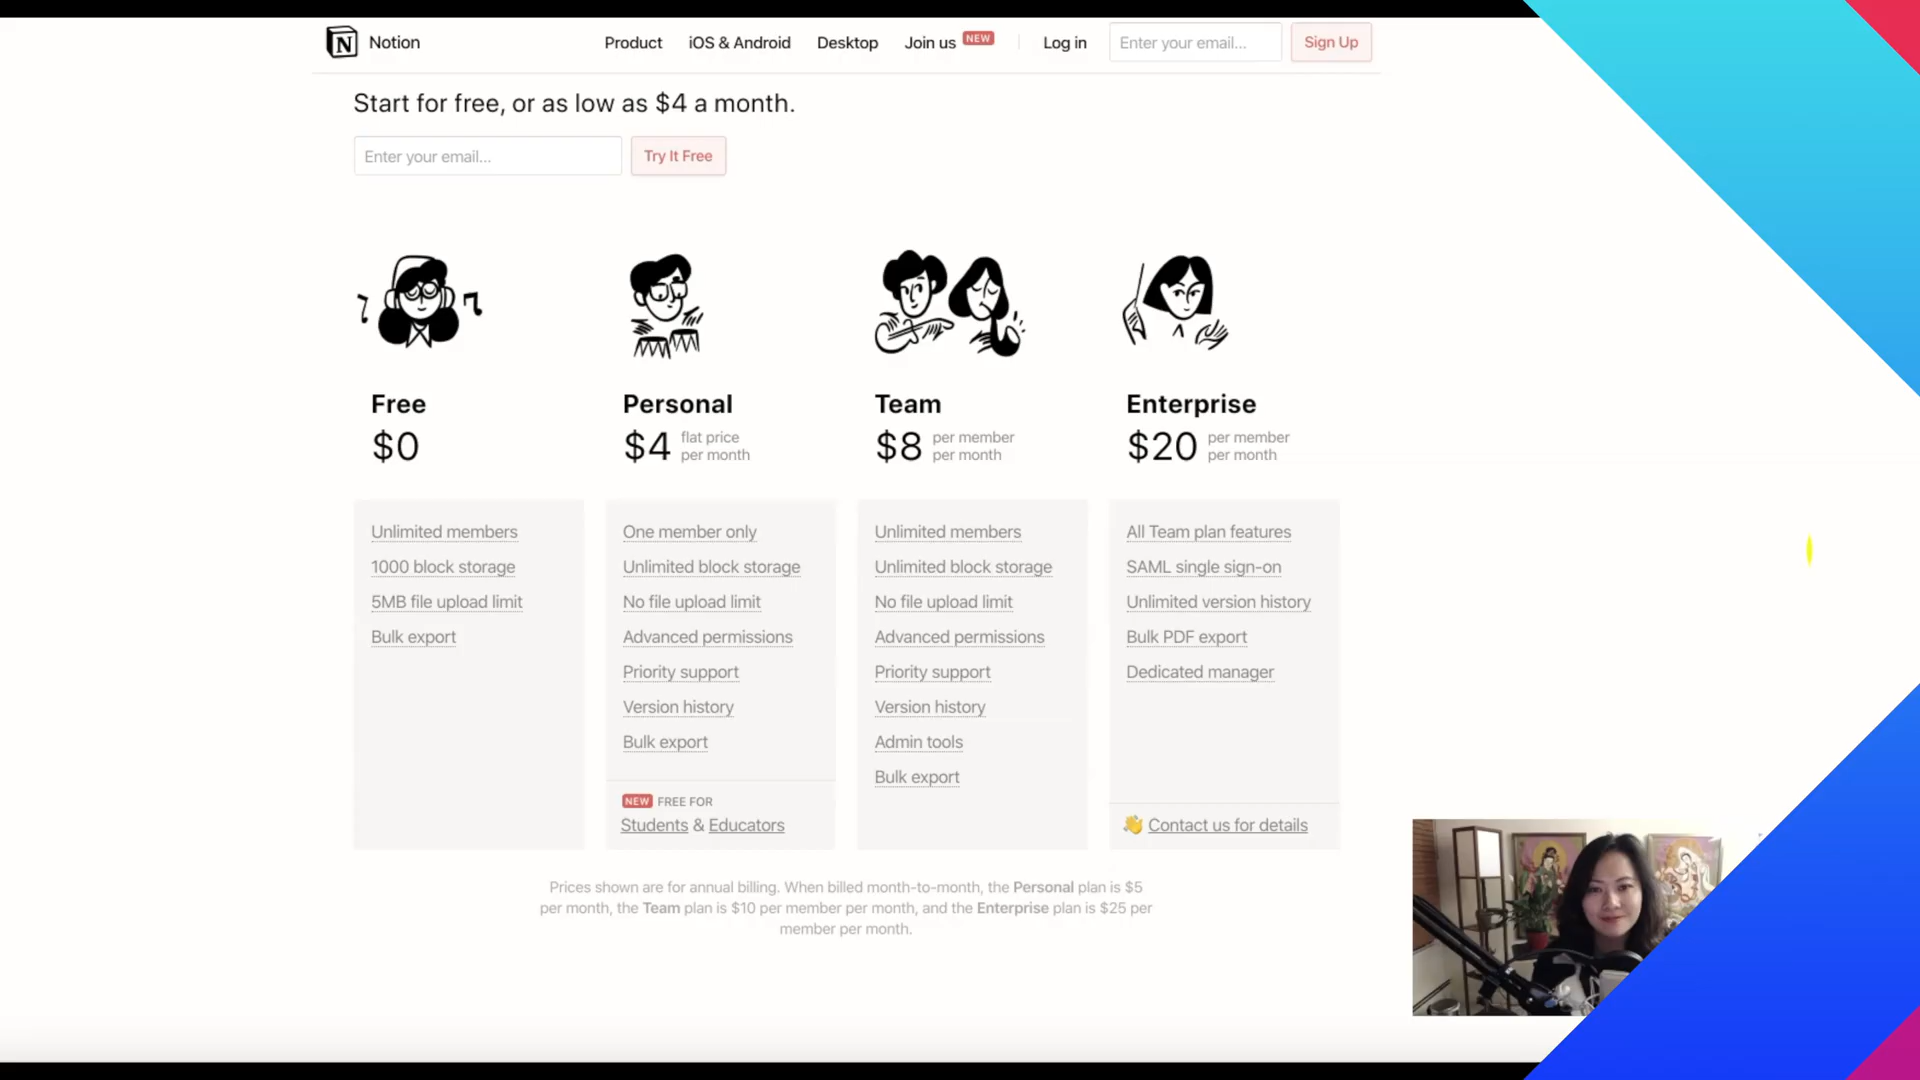 Notion
Product
iOS & Android
Desktop
Join us NEW
Log in
Enter your email...
Sign Up
Start for free, or as low as $4 a month.
Enter your email...
Try It Free
Free
$0
Unlimited members
1000 block storage
5MB file upload limit
Bulk export
Personal
$4 flat price
per month
One member only
Unlimited block storage
No file upload limit
Advanced permissions
Priority support
Version history
Bulk export
NEW FREE FOR
Students & Educators
Team
$8 per member
per month
Unlimited members
Unlimited block storage
No file upload limit
Advanced permissions
Priority support
Version history
Admin tools
Bulk export
Enterprise
$20 per member
per month
All Team plan features
SAML single sign-on
Unlimited version history
Bulk PDF export
Dedicated manager
👋 Contact us for details
Prices shown are for annual billing. When billed month-to-month, the Personal plan is $5
per month, the Team plan is $10 per member per month, and the Enterprise plan is $25 per
member per month.